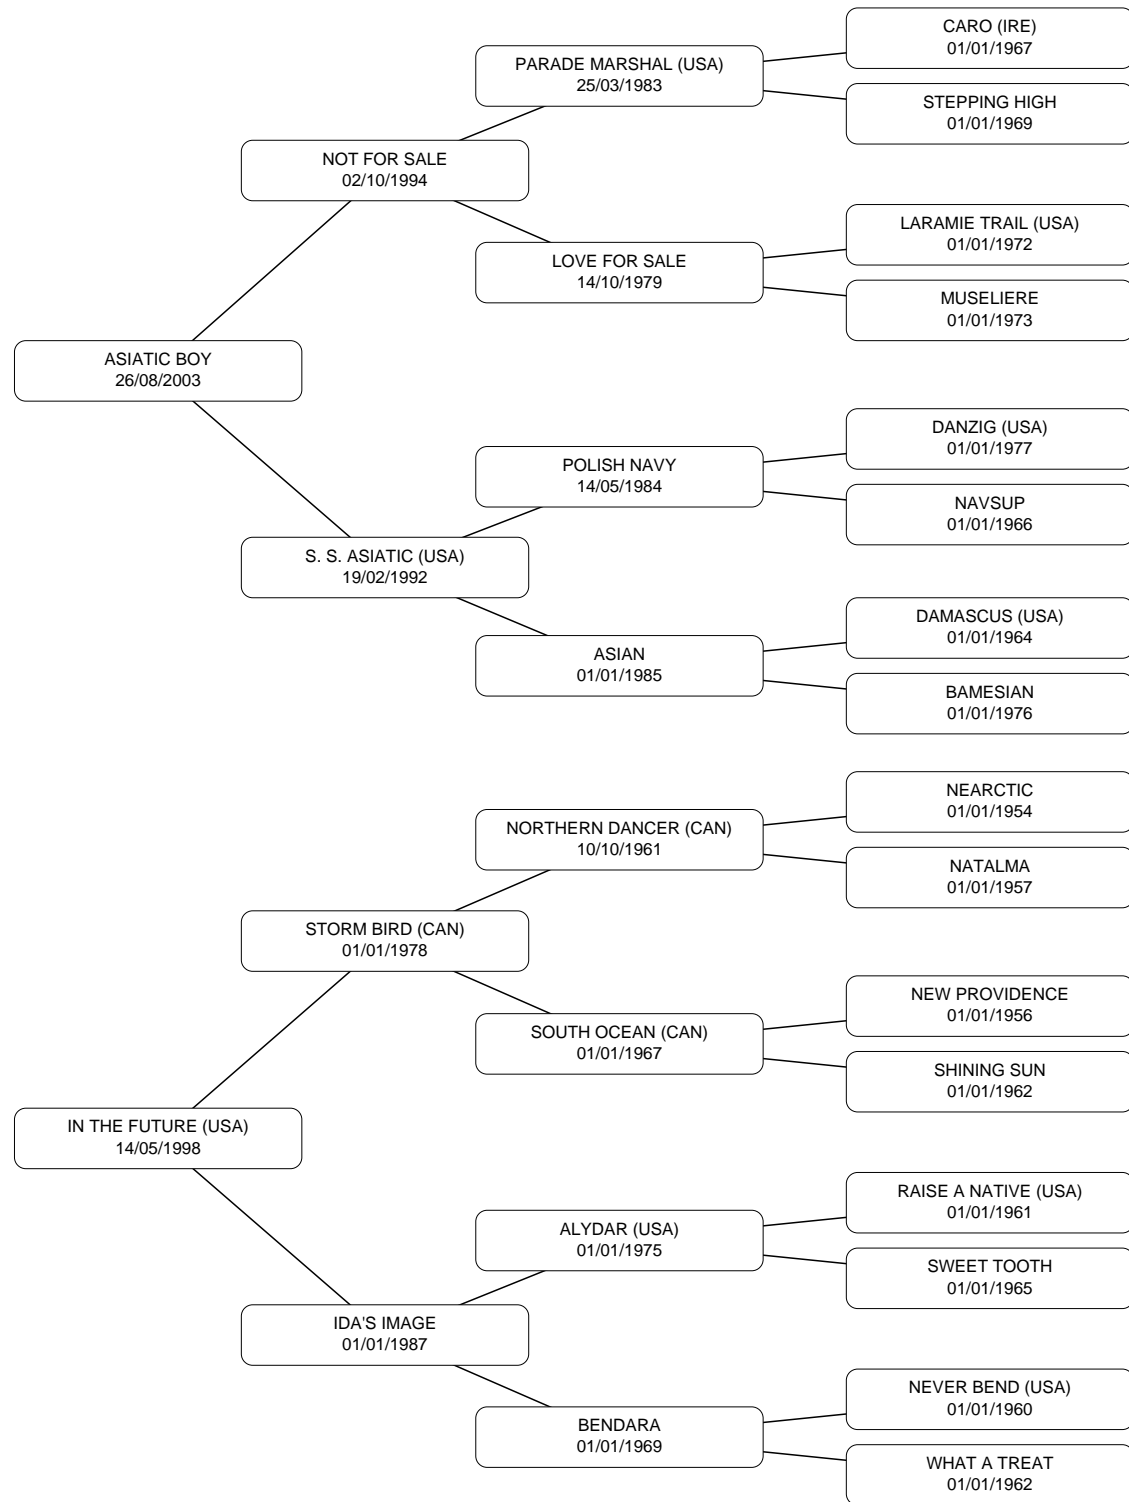 CARO (IRE)
01/01/1967
PARADE MARSHAL (USA)
25/03/1983
STEPPING HIGH
01/01/1969
NOT FOR SALE
02/10/1994
LARAMIE TRAIL (USA)
01/01/1972
LOVE FOR SALE
14/10/1979
MUSELIERE
01/01/1973
ASIATIC BOY
26/08/2003
DANZIG (USA)
01/01/1977
POLISH NAVY
14/05/1984
NAVSUP
01/01/1966
S. S. ASIATIC (USA)
19/02/1992
DAMASCUS (USA)
01/01/1964
ASIAN
01/01/1985
BAMESIAN
01/01/1976
NEARCTIC
01/01/1954
NORTHERN DANCER (CAN)
10/10/1961
NATALMA
01/01/1957
STORM BIRD (CAN)
01/01/1978
NEW PROVIDENCE
01/01/1956
SOUTH OCEAN (CAN)
01/01/1967
SHINING SUN
01/01/1962
IN THE FUTURE (USA)
14/05/1998
RAISE A NATIVE (USA)
01/01/1961
ALYDAR (USA)
01/01/1975
SWEET TOOTH
01/01/1965
IDA'S IMAGE
01/01/1987
NEVER BEND (USA)
01/01/1960
BENDARA
01/01/1969
WHAT A TREAT
01/01/1962